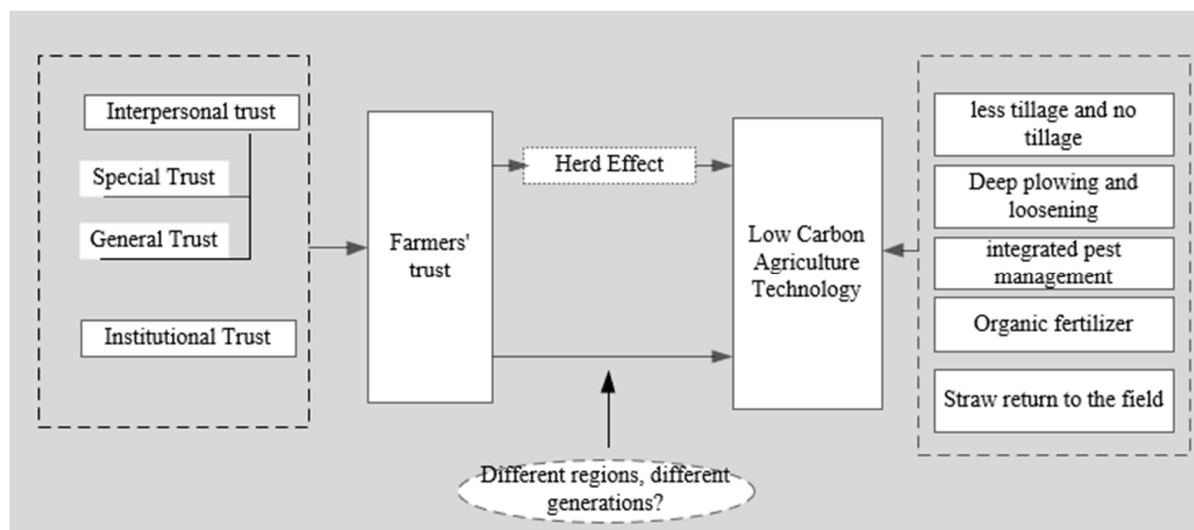 Interpersonal trust
Special Trust
General Trust
Institutional Trust
Farmers'
trust
Herd Effect
Low Carbon
Agriculture
Technology
less tillage and no
tillage
Deep plowing and
loosening
integrated pest
management
Organic fertilizer
Straw return to the field
Different regions, different
generations?